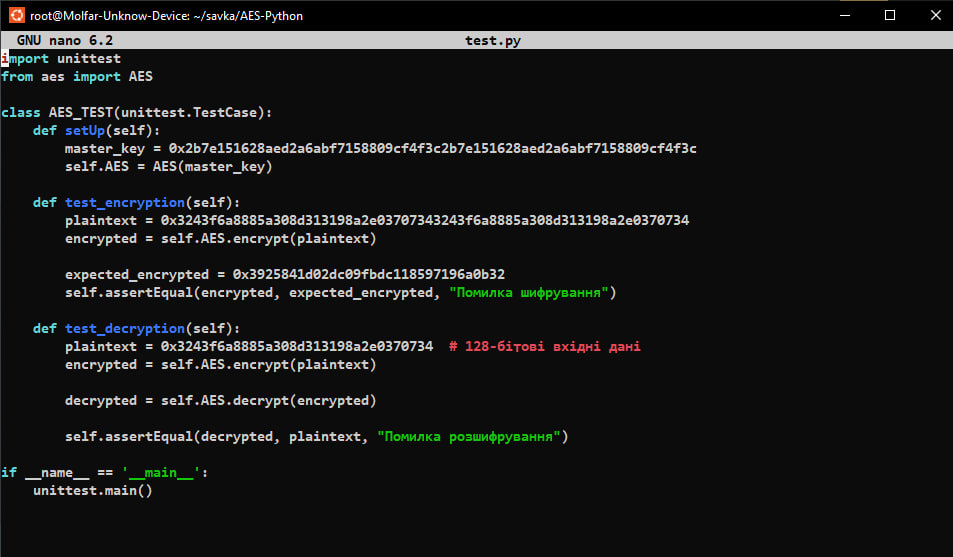 root@Molfar-Unknow-Device: ~/savka/AES-Python
GNU nano 6.2 test.py
import unittest
from aes import AES
class AES_TEST(unittest.TestCase):
    def setUp(self):
        master_key = 0x2b7e151628aed2a6abf7158809cf4f3c2b7e151628aed2a6abf7158809cf4f3c
        self.AES = AES(master_key)
    def test_encryption(self):
        plaintext = 0x3243f6a8885a308d313198a2e03707343243f6a8885a308d313198a2e0370734
        encrypted = self.AES.encrypt(plaintext)
        expected_encrypted = 0x3925841d02dc09fbdc118597196a0b32
        self.assertEqual(encrypted, expected_encrypted, "Помилка шифрування")
    def test_decryption(self):
        plaintext = 0x3243f6a8885a308d313198a2e0370734  # 128-бітові вхідні дані
        encrypted = self.AES.encrypt(plaintext)
        decrypted = self.AES.decrypt(encrypted)
        self.assertEqual(decrypted, plaintext, "Помилка розшифрування")
if __name__ == '__main__':
    unittest.main()